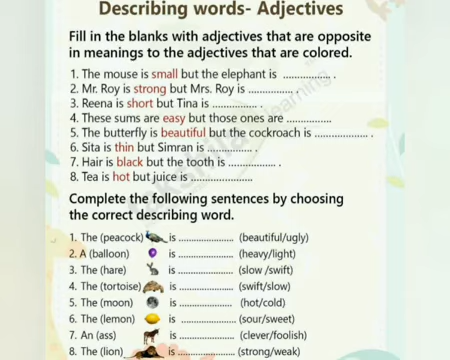 Describing words- Adjectives
Fill in the blanks with adjectives that are opposite
in meanings to the adjectives that are colored.
1. The mouse is small but the elephant is ................ .
2. Mr. Roy is strong but Mrs. Roy is ............... .
3. Reena is short but Tina is ............... .
4. These sums are easy but those ones are ...............
5. The butterfly is beautiful but the cockroach is .................. .
6. Sita is thin but Simran is ................ .
7. Hair is black but the tooth is ................ .
8. Tea is hot but juice is .....................
Complete the following sentences by choosing
the correct describing word.
1. The (peacock) is ..................... (beautiful/ugly)
2. A (balloon) is ..................... (heavy/light)
3. The (hare) is ..................... (slow /swift)
4. The (tortoise) is ..................... (swift/slow)
5. The (moon) is ..................... (hot/cold)
6. The (lemon) is ..................... (sour/sweet)
7. An (ass) is ..................... (clever/foolish)
8. The (lion) is ..................... (strong/weak)